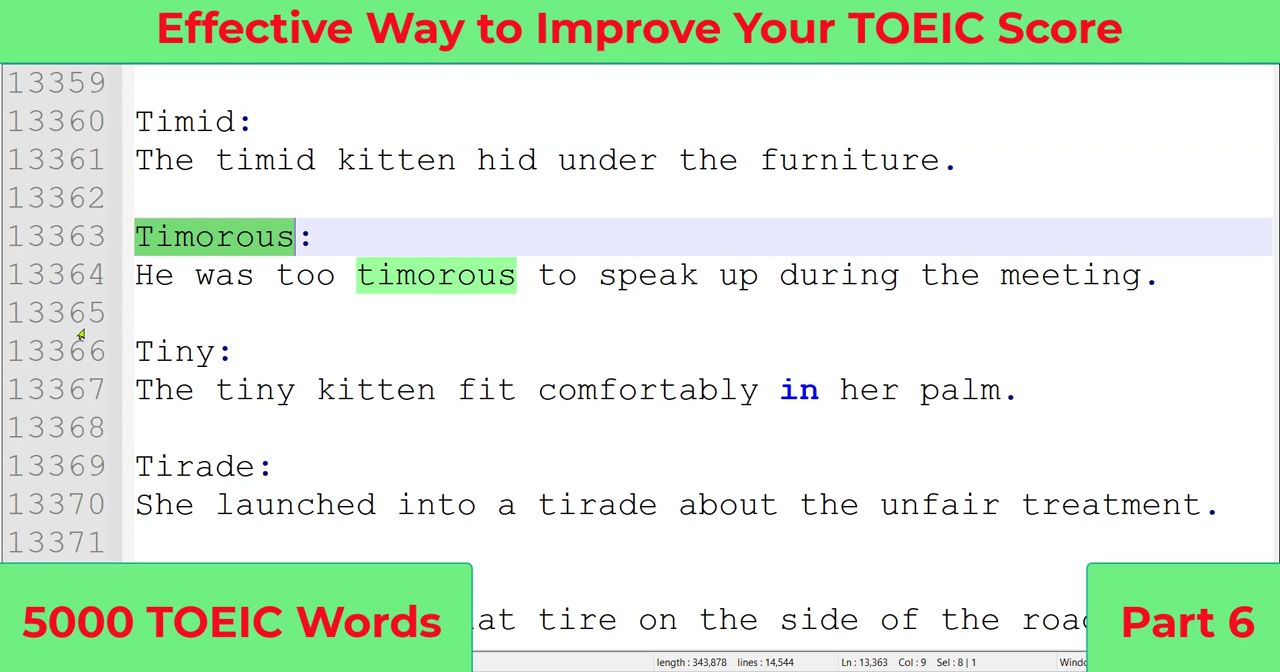 Effective Way to Improve Your TOEIC Score
13359
13360 Timid:
13361 The timid kitten hid under the furniture.
13362
13363 Timorous:
13364 He was too timorous to speak up during the meeting.
13365
13366 Tiny:
13367 The tiny kitten fit comfortably in her palm.
13368
13369 Tirade:
13370 She launched into a tirade about the unfair treatment.
13371
tire on the side of the
5000 TOEIC Words
Part 6
length : 343,878 lines : 14,544 Ln : 13,363 Col : 9 Sel : 8 | 1